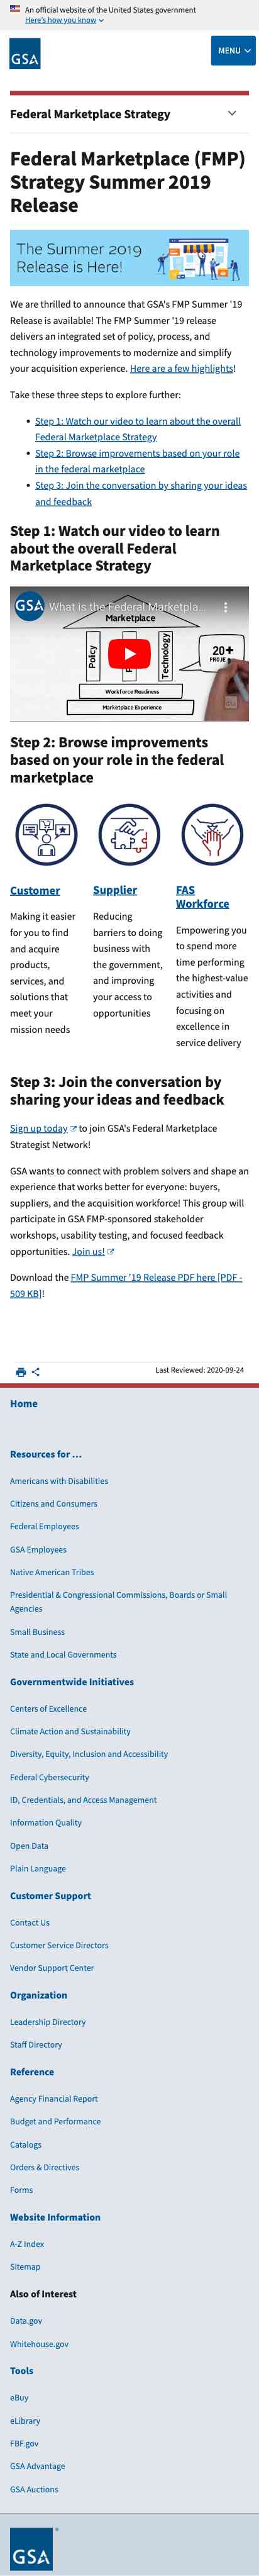 An official website of the United States government
Here's how you know
GSA
MENU
Federal Marketplace Strategy
Federal Marketplace (FMP)
Strategy Summer 2019
Release
The Summer 2019
Release is Here!
We are thrilled to announce that GSA's FMP Summer '19
Release is available! The FMP Summer '19 release
delivers an integrated set of policy, process, and
technology improvements to modernize and simplify
your acquisition experience. Here are a few highlights!
Take these three steps to explore further:
• Step 1: Watch our video to learn about the overall
Federal Marketplace Strategy
• Step 2: Browse improvements based on your role
in the federal marketplace
• Step 3: Join the conversation by sharing your ideas
and feedback
Step 1: Watch our video to learn
about the overall Federal
Marketplace Strategy
GSA
What is the Federal Marketpla...
Marketplace
Policy
Technology
20+
PROJE
Workforce Readiness
Marketplace Experience
Step 2: Browse improvements
based on your role in the federal
marketplace
Customer
Making it easier
for you to find
and acquire
products,
services, and
solutions that
meet your
mission needs
Supplier
Reducing
barriers to doing
business with
the government,
and improving
your access to
opportunities
FAS
Workforce
Empowering you
to spend more
time performing
the highest-value
activities and
focusing on
excellence in
service delivery
Step 3: Join the conversation by
sharing your ideas and feedback
Sign up today to join GSA's Federal Marketplace
Strategist Network!
GSA wants to connect with problem solvers and shape an
experience that works better for everyone: buyers,
suppliers, and the acquisition workforce! This group will
participate in GSA FMP-sponsored stakeholder
workshops, usability testing, and focused feedback
opportunities. Join us!
Download the FMP Summer '19 Release PDF here [PDF -
509 KB]!
Last Reviewed: 2020-09-24
Home
Resources for …
Americans with Disabilities
Citizens and Consumers
Federal Employees
GSA Employees
Native American Tribes
Presidential & Congressional Commissions, Boards or Small
Agencies
Small Business
State and Local Governments
Governmentwide Initiatives
Centers of Excellence
Climate Action and Sustainability
Diversity, Equity, Inclusion and Accessibility
Federal Cybersecurity
ID, Credentials, and Access Management
Information Quality
Open Data
Plain Language
Customer Support
Contact Us
Customer Service Directors
Vendor Support Center
Organization
Leadership Directory
Staff Directory
Reference
Agency Financial Report
Budget and Performance
Catalogs
Orders & Directives
Forms
Website Information
A-Z Index
Sitemap
Also of Interest
Data.gov
Whitehouse.gov
Tools
eBuy
eLibrary
FBF.gov
GSA Advantage
GSA Auctions
GSA